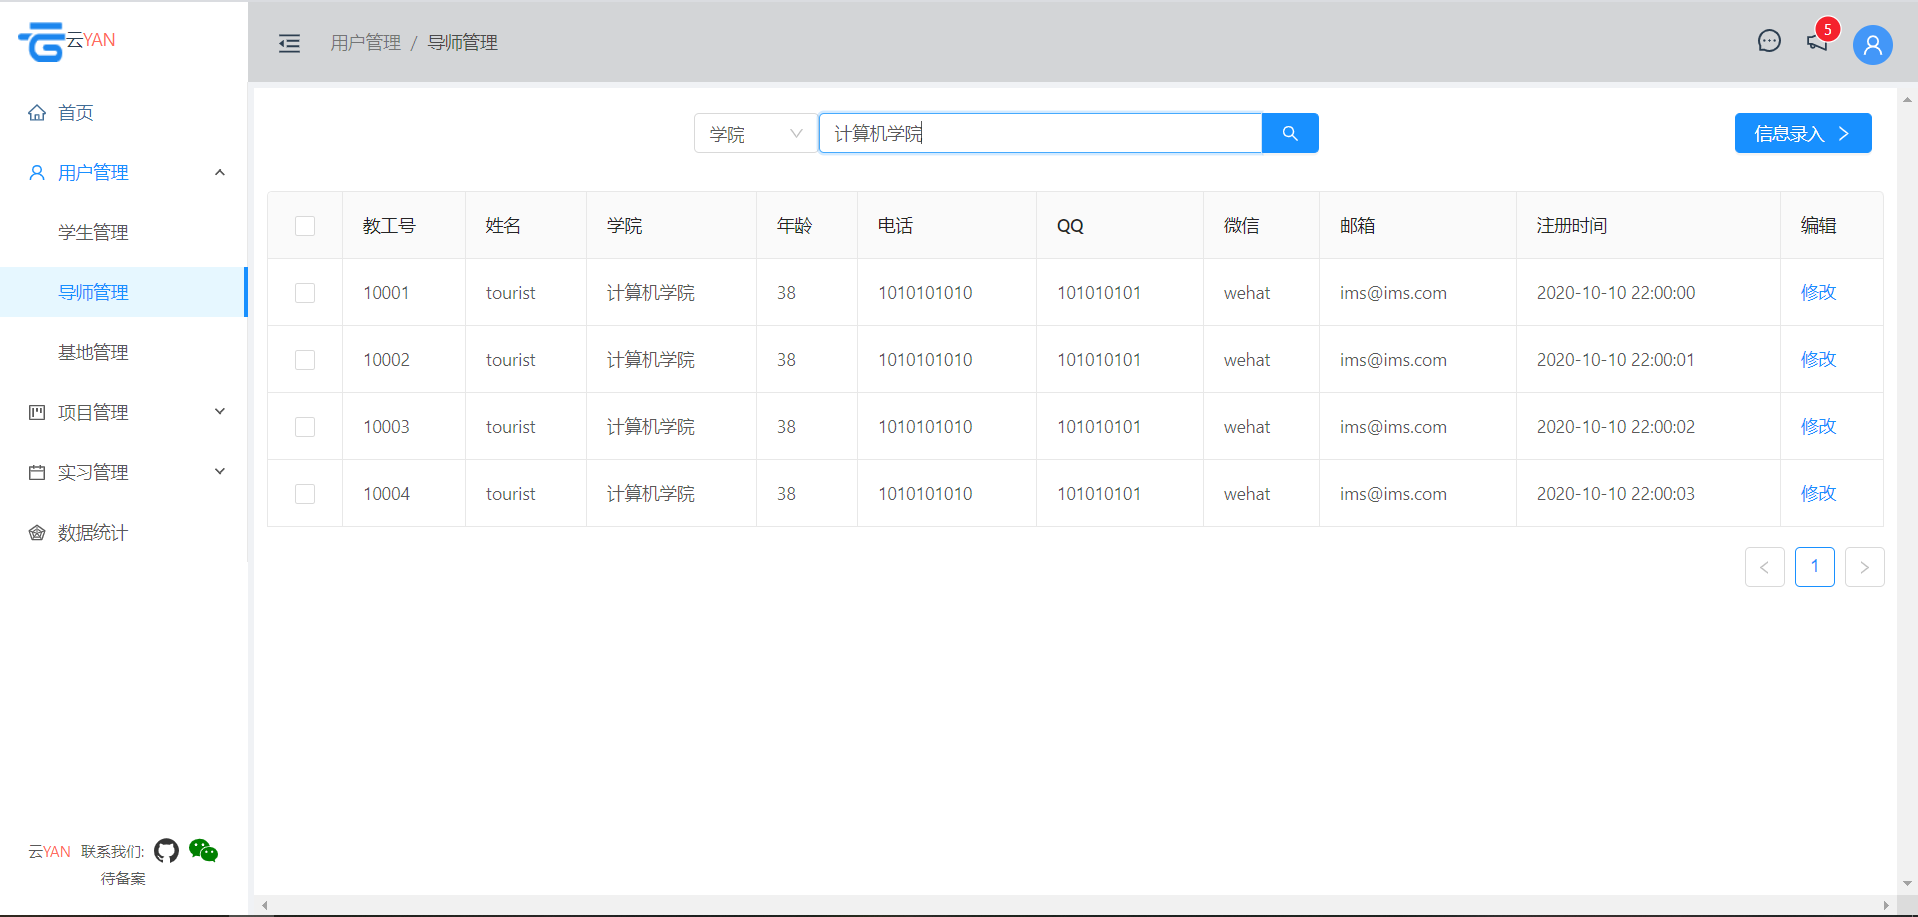 云YAN
用户管理 / 导师管理
5
首页
用户管理
学生管理
导师管理
基地管理
项目管理
实习管理
数据统计
学院 计算机学院
信息录入
教工号 姓名 学院 年龄 电话 QQ 微信 邮箱 注册时间 编辑
10001 tourist 计算机学院 38 1010101010 101010101 wehat ims@ims.com 2020-10-10 22:00:00 修改
10002 tourist 计算机学院 38 1010101010 101010101 wehat ims@ims.com 2020-10-10 22:00:01 修改
10003 tourist 计算机学院 38 1010101010 101010101 wehat ims@ims.com 2020-10-10 22:00:02 修改
10004 tourist 计算机学院 38 1010101010 101010101 wehat ims@ims.com 2020-10-10 22:00:03 修改
< 1 >
云YAN 联系我们:
待备案